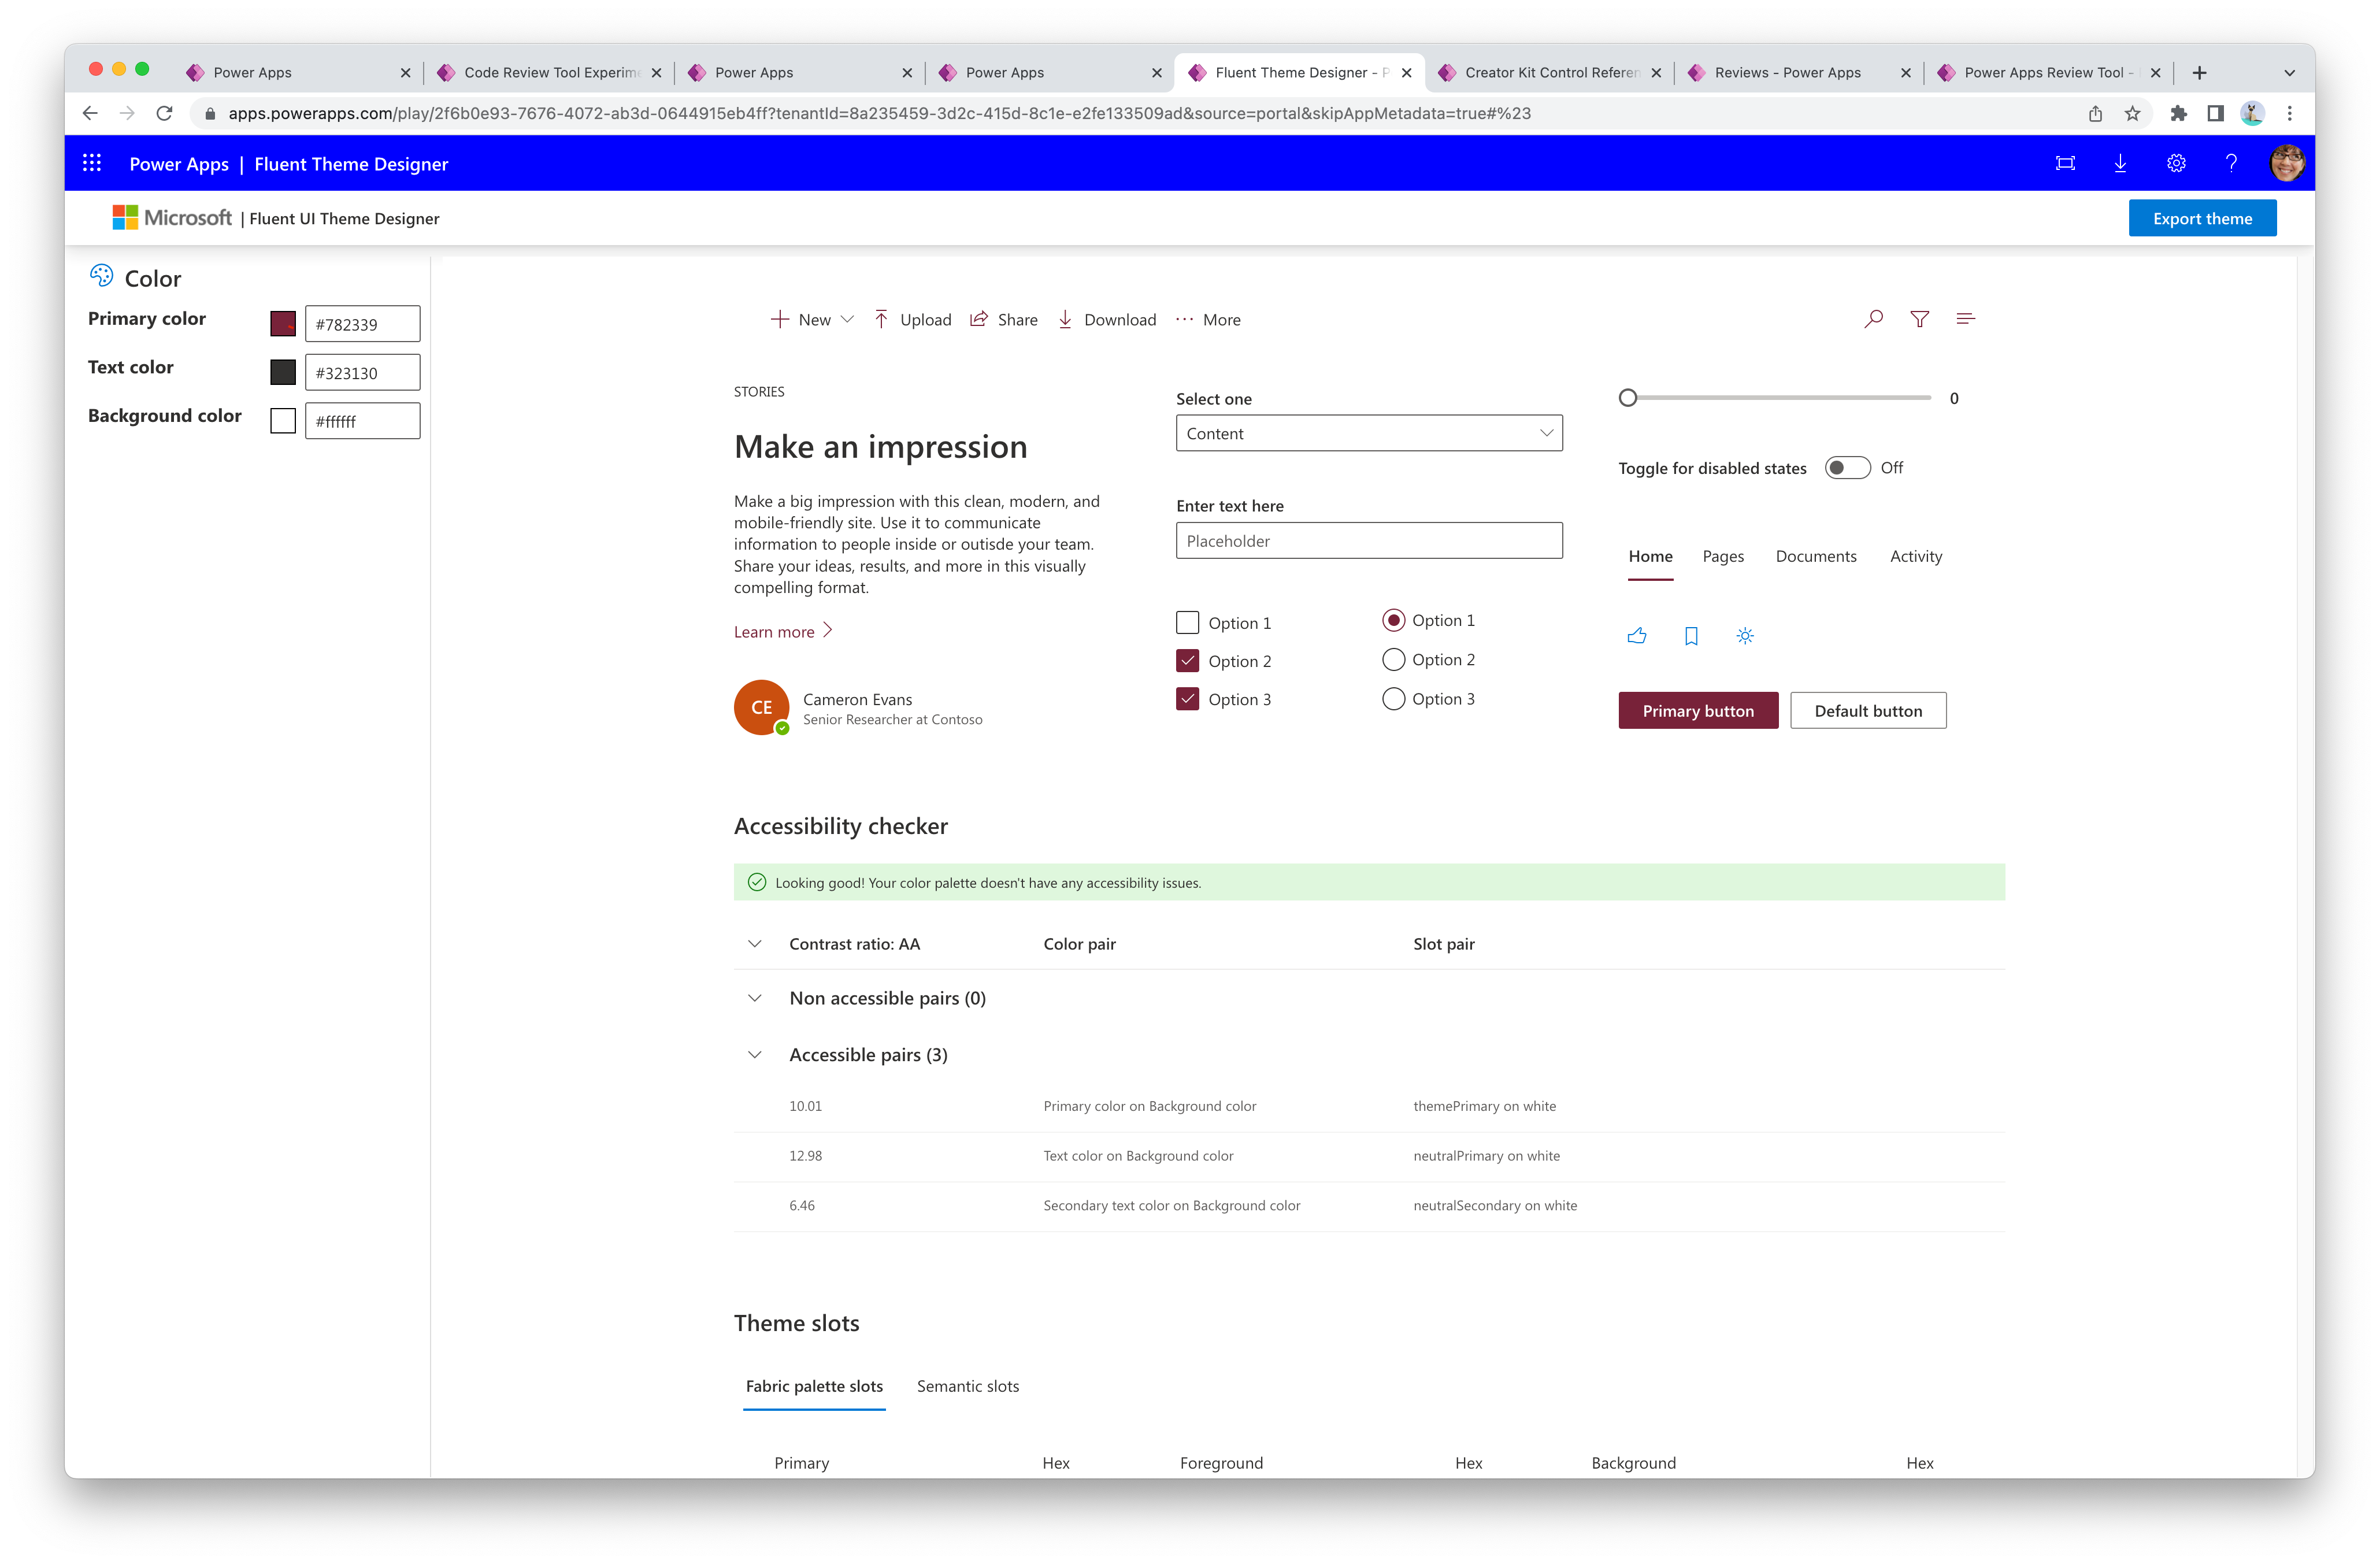 Power Apps
Code Review Tool Experime
Power Apps
Power Apps
Fluent Theme Designer - P
Creator Kit Control Referen
Reviews - Power Apps
Power Apps Review Tool -
apps.powerapps.com/play/2f6b0e93-7676-4072-ab3d-0644915eb4ff?tenantId=8a235459-3d2c-415d-8c1e-e2fe133509ad&source=portal&skipAppMetadata=true#%23
Power Apps | Fluent Theme Designer
Microsoft | Fluent UI Theme Designer
Export theme
Color
Primary color
#782339
Text color
#323130
Background color
#ffffff
New
Upload
Share
Download
More
STORIES
Make an impression
Make a big impression with this clean, modern, and
mobile-friendly site. Use it to communicate
information to people inside or outisde your team.
Share your ideas, results, and more in this visually
compelling format.
Learn more
CE
Cameron Evans
Senior Researcher at Contoso
Select one
Content
Enter text here
Placeholder
Option 1
Option 2
Option 3
Option 1
Option 2
Option 3
0
Toggle for disabled states
Off
Home
Pages
Documents
Activity
Primary button
Default button
Accessibility checker
Looking good! Your color palette doesn't have any accessibility issues.
Contrast ratio: AA
Color pair
Slot pair
Non accessible pairs (0)
Accessible pairs (3)
10.01
Primary color on Background color
themePrimary on white
12.98
Text color on Background color
neutralPrimary on white
6.46
Secondary text color on Background color
neutralSecondary on white
Theme slots
Fabric palette slots
Semantic slots
Primary
Hex
Foreground
Hex
Background
Hex